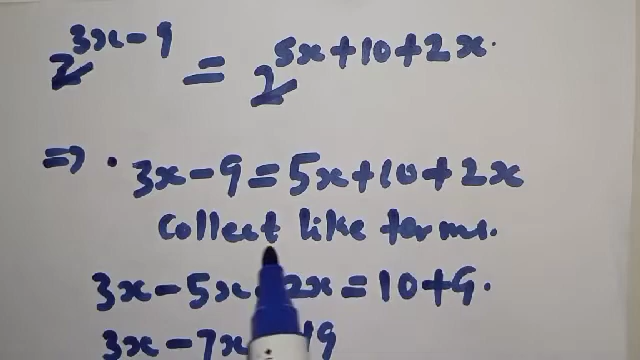 2^{3x-9} = 2^{5x+10+2x}.
⇒ · 3x-9=5x+10+2x
Collect like terms.
3x-5x 2x=10+9.
3x-7x 19